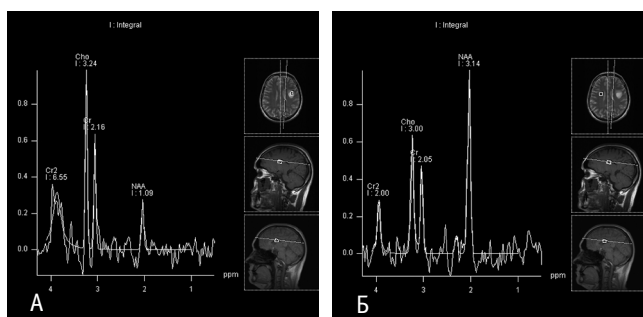 I : Integral
Cho
I : 3.24
Cr
I : 2.16
Cr2
I : 6.55
NAA
I : 1.09
0.8
0.6
0.4
0.2
0.0
4
3
2
1
ppm
А
I : Integral
NAA
I : 3.14
Cho
I : 3.00
Cr
I : 2.05
Cr2
I : 2.00
0.8
0.6
0.4
0.2
0.0
4
3
2
1
ppm
Б